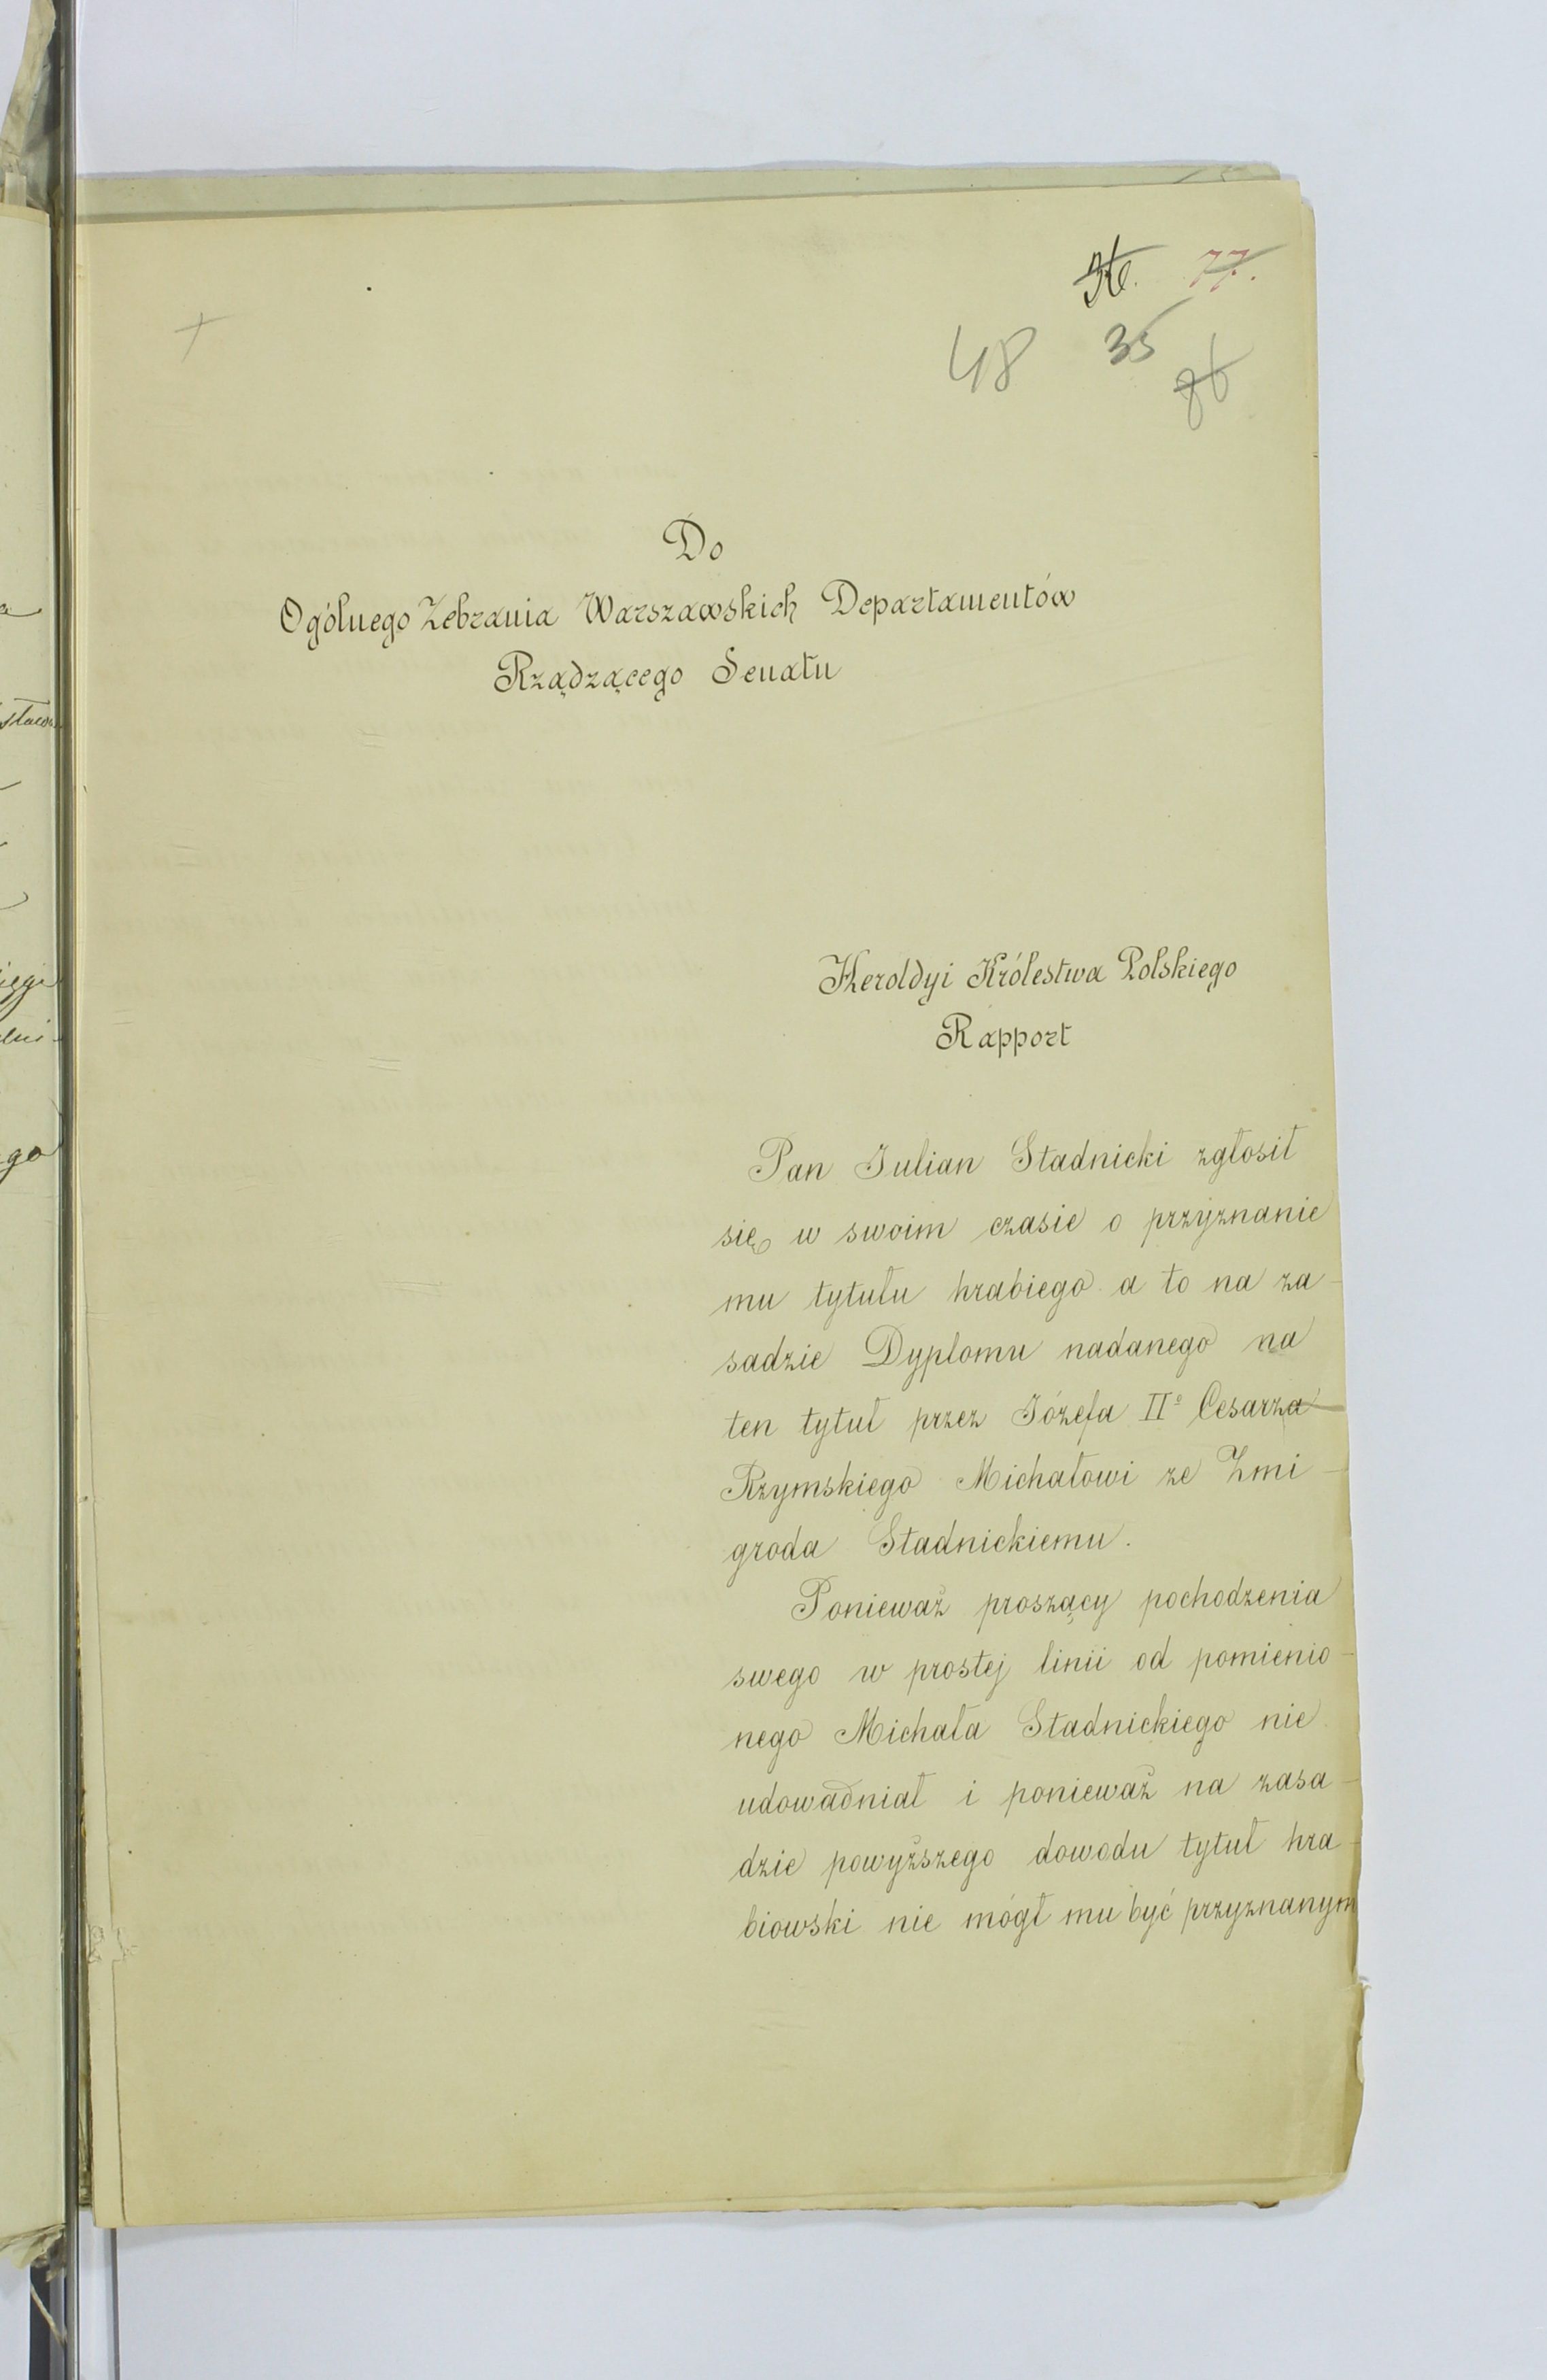 36. 77.
48 35
86
Do
Ogólnego Zebrania Warszawskich Departamentów
Rządzącego Senatu
Heroldyi Królestwa Polskiego
Rapport
Pan Julian Stadnicki zgłosił
się w swoim czasie o przyznanie
mu tytułu hrabiego a to na za-
sadzie Dyplomu nadanego na
ten tytuł przez Józefa IIº Cesarza
Rzymskiego Michałowi ze Zmi-
groda Stadnickiemu.
Ponieważ proszący pochodzenia
swego w prostej linii od pomienio-
nego Michała Stadnickiego nie
udowadniał i ponieważ na zasa-
dzie powyższego dowodu tytuł hra-
biowski nie mógł mu być przyznanym